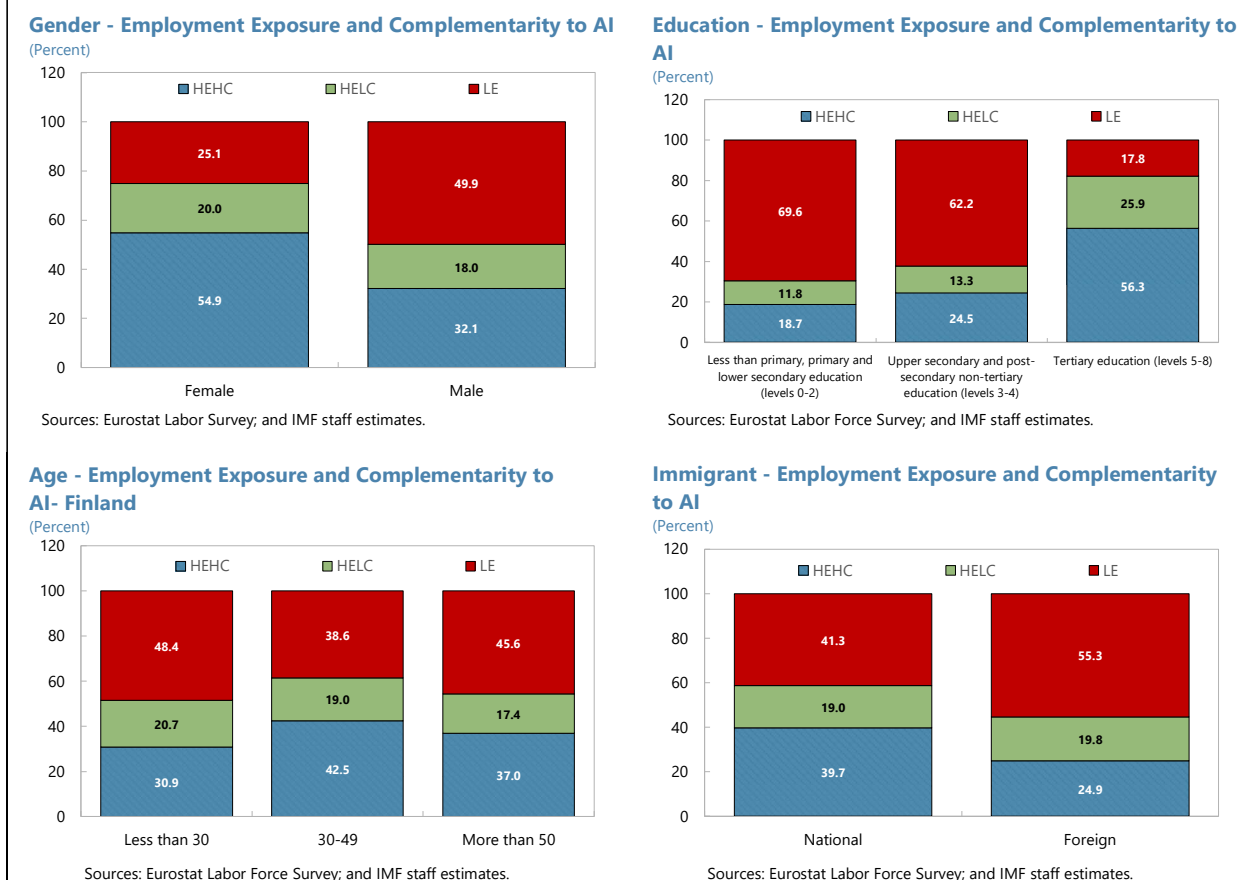 Gender - Employment Exposure and Complementarity to AI
(Percent)
120
100
80
60
40
20
0
HEHC HELC LE
25.1
20.0
54.9
49.9
18.0
32.1
Female Male
Sources: Eurostat Labor Survey; and IMF staff estimates.
Education - Employment Exposure and Complementarity to
AI
(Percent)
120
100
80
60
40
20
0
HEHC HELC LE
69.6
11.8
18.7
62.2
13.3
24.5
17.8
25.9
56.3
Less than primary, primary and
lower secondary education
(levels 0-2)
Upper secondary and post-
secondary non-tertiary
education (levels 3-4)
Tertiary education (levels 5-8)
Sources: Eurostat Labor Force Survey; and IMF staff estimates.
Age - Employment Exposure and Complementarity to
AI- Finland
(Percent)
120
100
80
60
40
20
0
HEHC HELC LE
48.4
20.7
30.9
38.6
19.0
42.5
45.6
17.4
37.0
Less than 30 30-49 More than 50
Sources: Eurostat Labor Force Survey; and IMF staff estimates.
Immigrant - Employment Exposure and Complementarity
to AI
(Percent)
120
100
80
60
40
20
0
HEHC HELC LE
41.3
19.0
39.7
55.3
19.8
24.9
National Foreign
Sources: Eurostat Labor Force Survey; and IMF staff estimates.